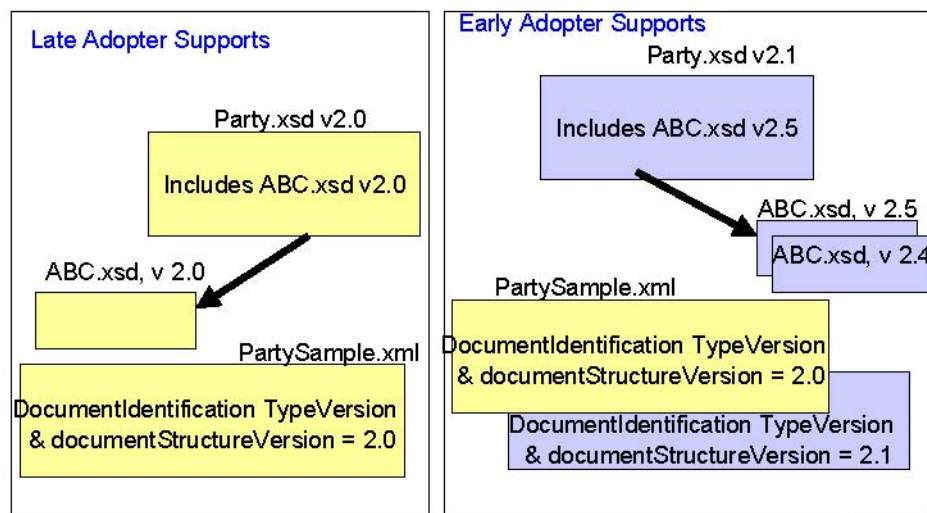 Late Adopter Supports
Party.xsd v2.0
Includes ABC.xsd v2.0
ABC.xsd, v 2.0
PartySample.xml
DocumentIdentification TypeVersion
& documentStructureVersion = 2.0
Early Adopter Supports
Party.xsd v2.1
Includes ABC.xsd v2.5
ABC.xsd, v 2.5
ABC.xsd, v 2.4
PartySample.xml
DocumentIdentification TypeVersion
& documentStructureVersion = 2.0
DocumentIdentification TypeVersion
& documentStructureVersion = 2.1